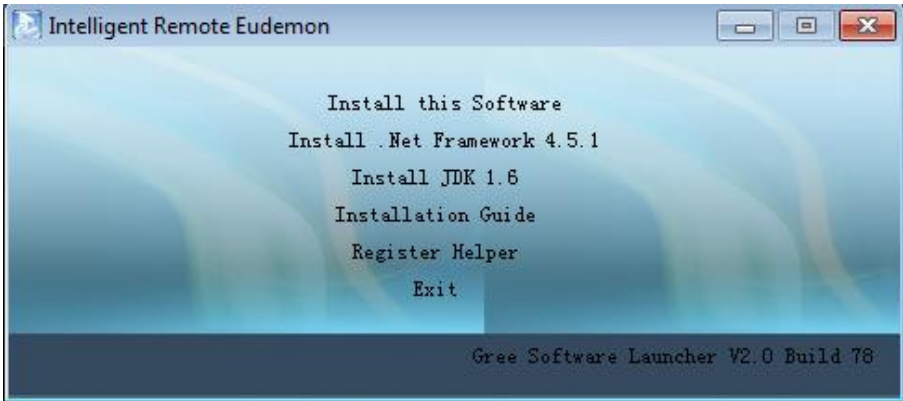 Intelligent Remote Eudemon
Install this Software
Install .Net Framework 4.5.1
Install JDK 1.6
Installation Guide
Register Helper
Exit
Gree Software Launcher V2.0 Build 78